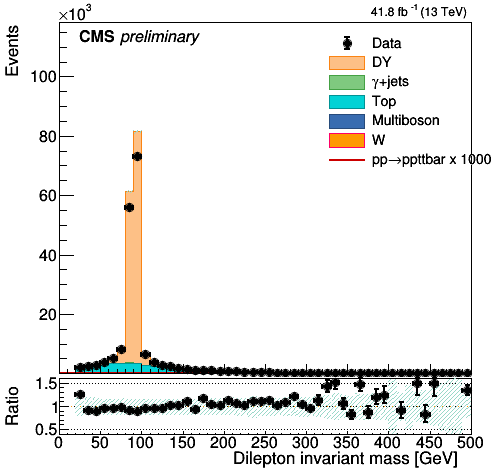 ×10³
41.8 fb⁻¹ (13 TeV)
CMS preliminary
Events
Data
DY
γ+jets
Top
Multiboson
W
pp→ppttbar x 1000
100
80
60
40
20
Ratio
1.5
1
0.5
0 50 100 150 200 250 300 350 400 450 500
Dilepton invariant mass [GeV]